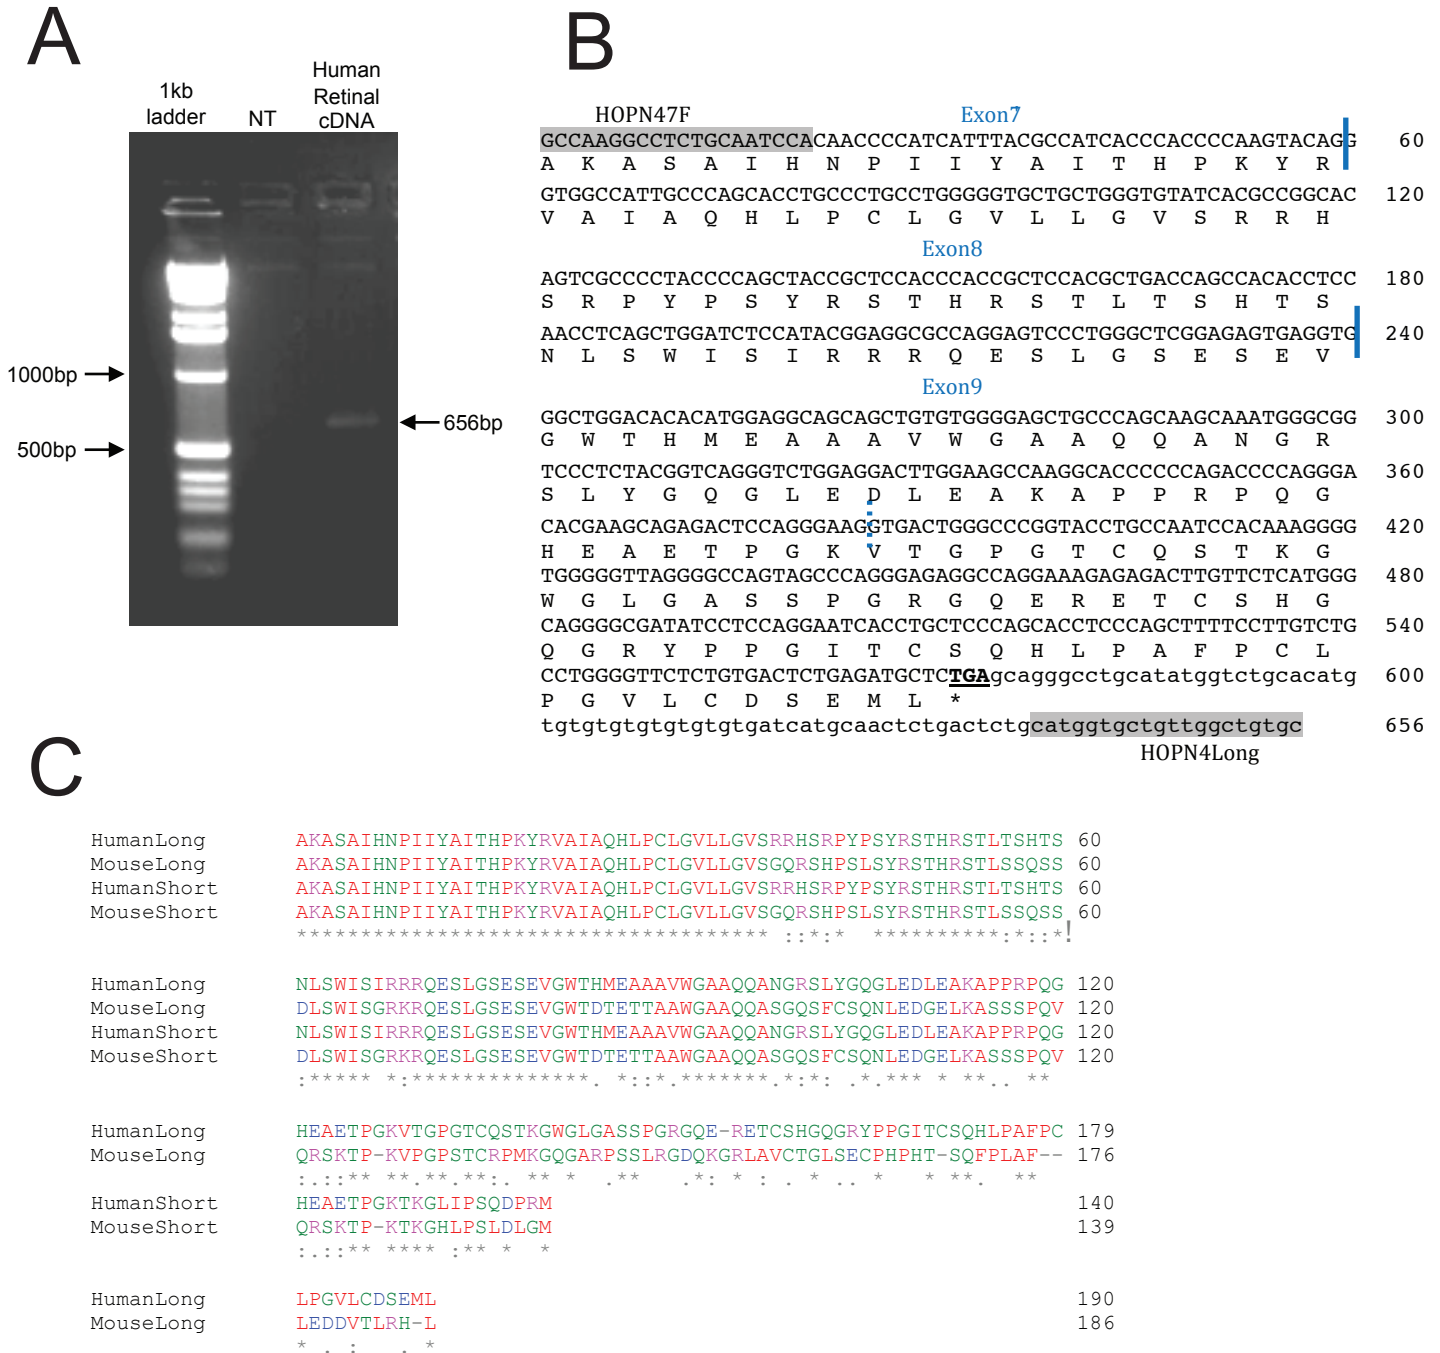 A
1kb
ladder
NT
Human
Retinal
cDNA
1000bp
500bp
656bp
B
HOPN47F
Exon7
GCCAAGGCCTCTGCAATCCACAACCCCATCATTTACGCCATCACCCACCCCAAGTACAGG 60
A K A S A I H N P I I Y A I T H P K Y R
GTGGCCATTGCCCAGCACCTGCCCTGCCTGGGGGTGCTGCTGGGTGTATCACGCCGGCAC 120
V A I A Q H L P C L G V L L G V S R R H
Exon8
AGTCGCCCCTACCCCAGCTACCGCTCCACCCACCGCTCCACGCTGACCAGCCACACCTCC 180
S R P Y P S Y R S T H R S T L T S H T S
AACCTCAGCTGGATCTCCATACGGAGGCGCCAGGAGTCCCTGGGCTCGGAGAGTGAGGTG 240
N L S W I S I R R R Q E S L G S E S E V
Exon9
GGCTGGACACACATGGAGGCAGCAGCTGTGTGGGGAGCTGCCCAGCAAGCAAATGGGCGG 300
G W T H M E A A A V W G A A Q Q A N G R
TCCCTCTACGGTCAGGGTCTGGAGGACTTGGAAGCCAAGGCACCCCCCAGACCCCAGGGA 360
S L Y G Q G L E D L E A K A P P R P Q G
CACGAAGCAGAGACTCCAGGGAAGGTGACTGGGCCCGGTACCTGCCAATCCACAAAGGGG 420
H E A E T P G K V T G P G T C Q S T K G
TGGGGGTTAGGGGCCAGTAGCCCAGGGAGAGGCCAGGAAAGAGAGACTTGTTCTCATGGG 480
W G L G A S S P G R G Q E R E T C S H G
CAGGGGCGATATCCTCCAGGAATCACCTGCTCCCAGCACCTCCCAGCTTTTCCTTGTCTG 540
Q G R Y P P G I T C S Q H L P A F P C L
CCTGGGGTTCTCTGTGACTCTGAGATGCTCTGAgcagggcctgcatatggtctgcacatg 600
P G V L C D S E M L *
tgtgtgtgtgtgtgtgatcatgcaactctgactctgcatggtgctgttggctgtgc 656
HOPN4Long
C
HumanLong AKASAIHNPIIYAITHPKYRVAIAQHLPCLGVLLGVSRRHSRPYPSYRSTHRSTLTSHTS 60
MouseLong AKASAIHNPIIYAITHPKYRVAIAQHLPCLGVLLGVSGQRSHPSLSYRSTHRSTLSSQSS 60
HumanShort AKASAIHNPIIYAITHPKYRVAIAQHLPCLGVLLGVSRRHSRPYPSYRSTHRSTLTSHTS 60
MouseShort AKASAIHNPIIYAITHPKYRVAIAQHLPCLGVLLGVSGQRSHPSLSYRSTHRSTLSSQSS 60
************************************* ::*:* **********:*::*!
HumanLong NLSWISIRRRQESLGSESEVGWTHMEAAAVWGAAQQANGRSLYGQGLEDLEAKAPPRPQG 120
MouseLong DLSWISGRKRQESLGSESEVGWTDTETTAAWGAAQQASGQSFCSQNLEDGELKASSSPQV 120
HumanShort NLSWISIRRRQESLGSESEVGWTHMEAAAVWGAAQQANGRSLYGQGLEDLEAKAPPRPQG 120
MouseShort DLSWISGRKRQESLGSESEVGWTDTETTAAWGAAQQASGQSFCSQNLEDGELKASSSPQV 120
:***** *:**************. *::*.*******.*:*: .*.*** * **.. **
HumanLong HEAETPGKVTGPGTCQSTKGWGLGASSPGRGQE-RETCSHGQGRYPPGITCSQHLPAFPC 179
MouseLong QRSKTP-KVPGPSTCRPMKGQGARPSSLRGDQKGRLAVCTGLSECPHPHT-SQFPLAF-- 176
:.::** **.**.**:. ** * .** .*: * : . * .. * * **. **
HumanShort HEAETPGKTKGLIPSQDPRM 140
MouseShort QRSKTP-KTKGHLPSLDLGM 139
:.::** **** :** * *
HumanLong LPGVLCDSEML 190
MouseLong LEDDVTLRH-L 186
* . : . *